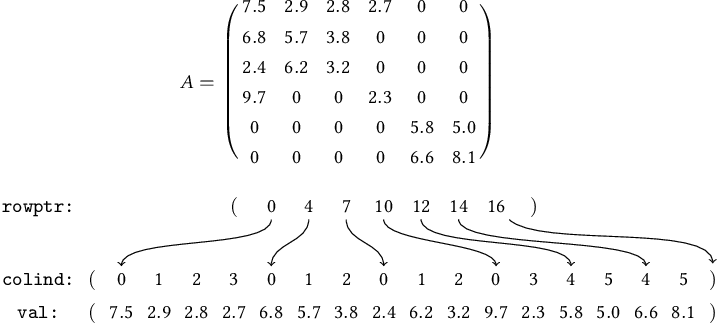 7.5 2.9 2.8 2.7 0 0
6.8 5.7 3.8 0 0 0
A = 2.4 6.2 3.2 0 0 0
9.7 0 0 2.3 0 0
0 0 0 0 5.8 5.0
0 0 0 0 6.6 8.1
rowptr: ( 0 4 7 10 12 14 16 )
colind: ( 0 1 2 3 0 1 2 0 1 2 0 3 4 5 4 5 )
val: ( 7.5 2.9 2.8 2.7 6.8 5.7 3.8 2.4 6.2 3.2 9.7 2.3 5.8 5.0 6.6 8.1 )